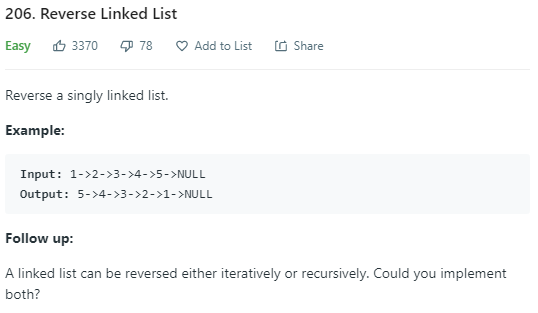 206. Reverse Linked List
Easy 3370 78 Add to List Share
Reverse a singly linked list.
Example:
Input: 1->2->3->4->5->NULL
Output: 5->4->3->2->1->NULL
Follow up:
A linked list can be reversed either iteratively or recursively. Could you implement
both?